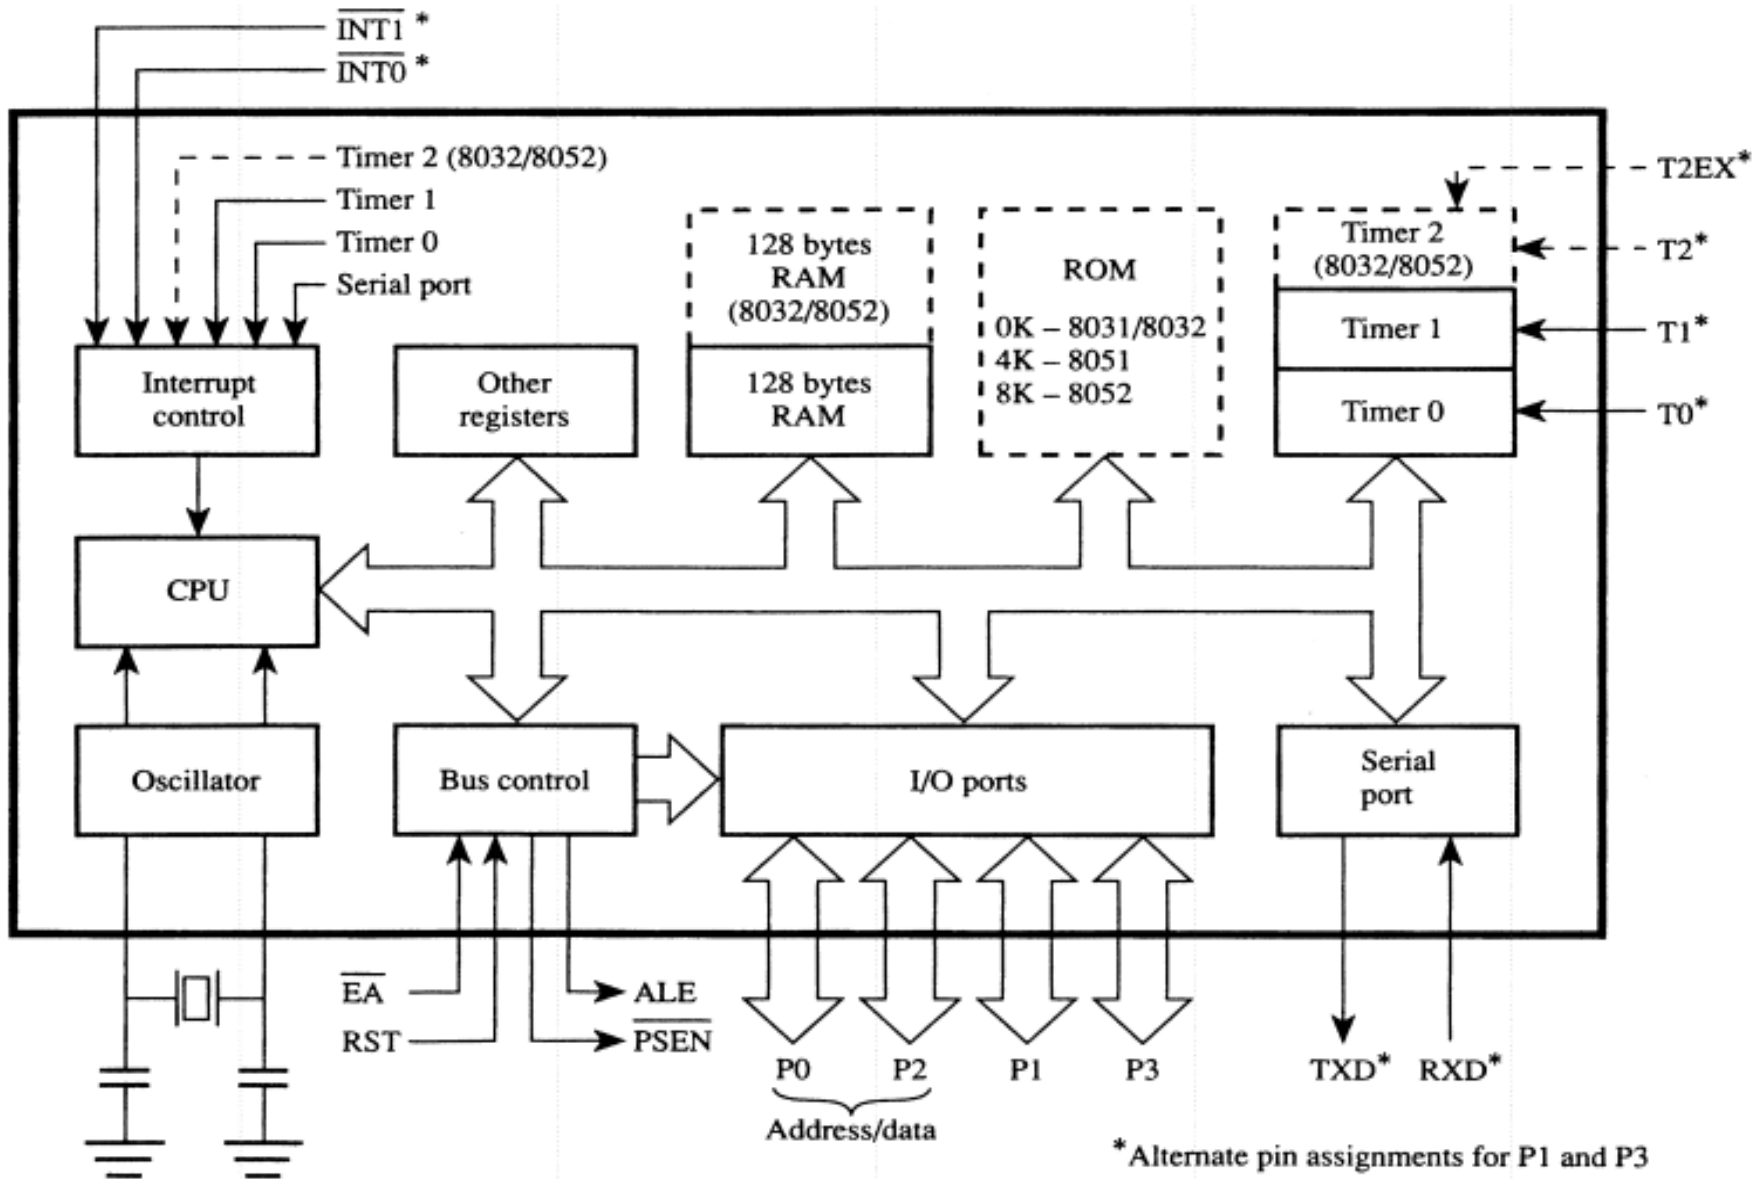 INT1 *
INT0 *
Timer 2 (8032/8052)
Timer 1
Timer 0
Serial port
T2EX*
T2*
T1*
T0*
128 bytes
RAM
(8032/8052)
128 bytes
RAM
ROM
0K – 8031/8032
4K – 8051
8K – 8052
Timer 2
(8032/8052)
Timer 1
Timer 0
Interrupt
control
Other
registers
CPU
Oscillator
Bus control
I/O ports
Serial
port
EA
RST
ALE
PSEN
P0
P2
P1
P3
Address/data
TXD*
RXD*
*Alternate pin assignments for P1 and P3